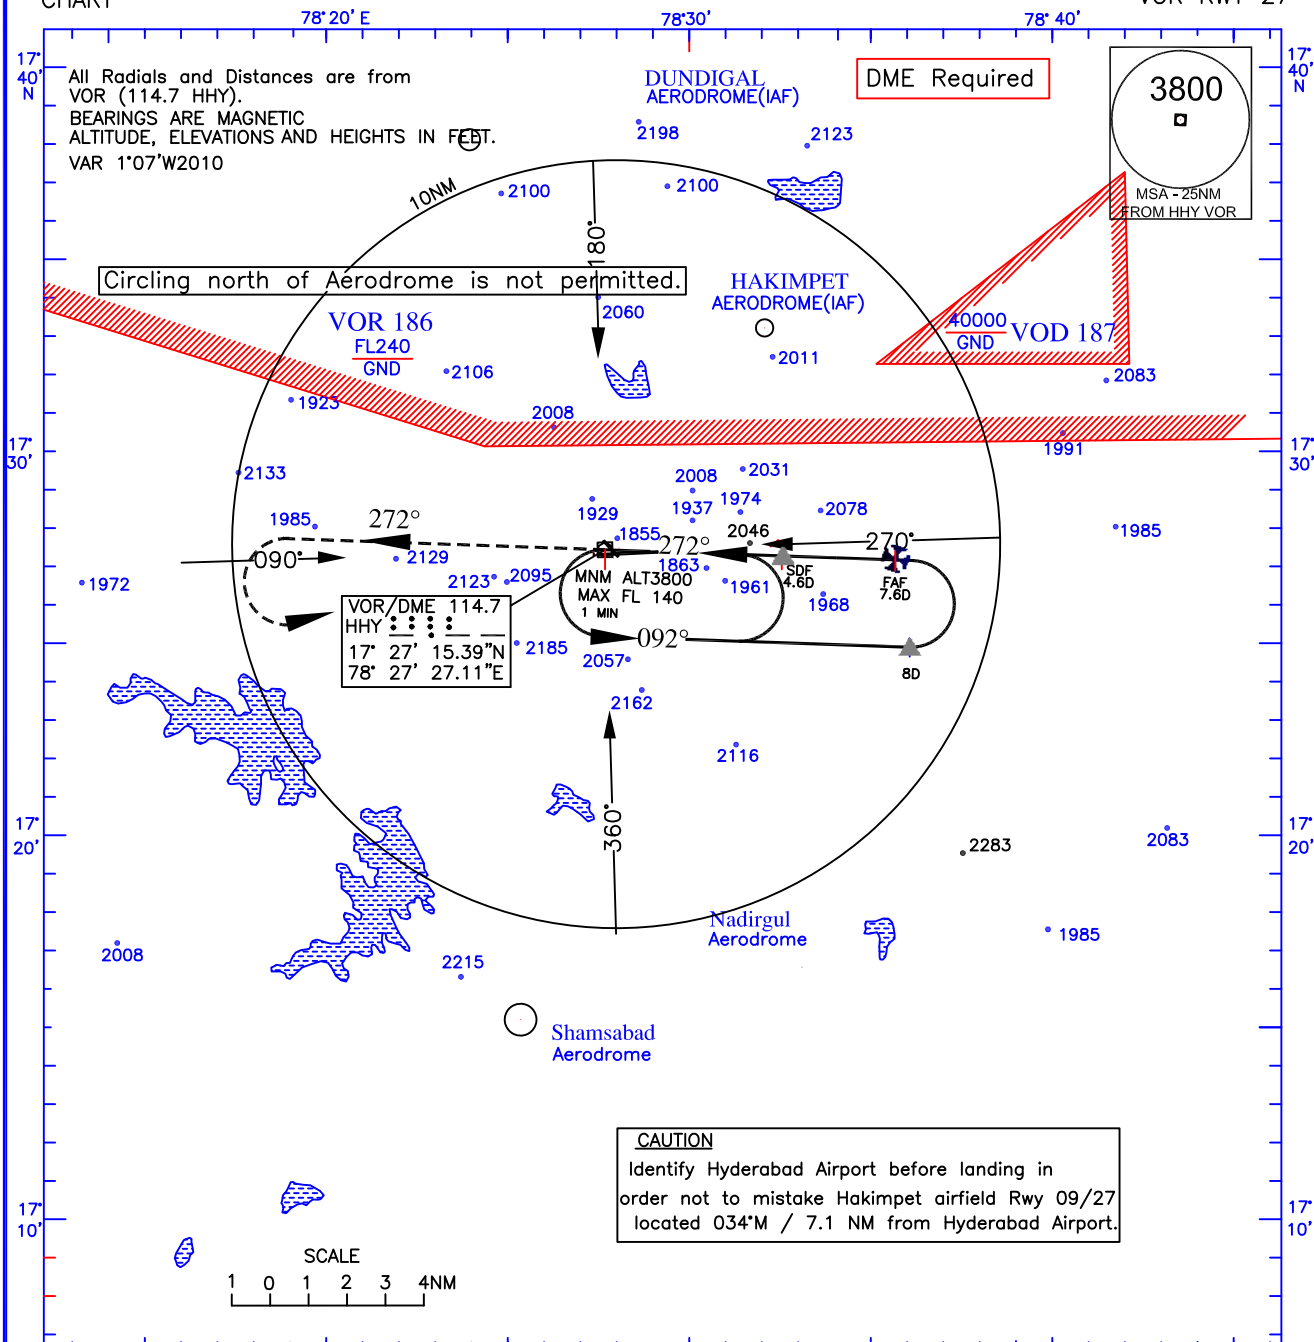 CHART
VOR RWY 27
78°20' E
78°30'
78°40'
17°
40'
N
17°
40'
N
All Radials and Distances are from
VOR (114.7 HHY).
BEARINGS ARE MAGNETIC
ALTITUDE, ELEVATIONS AND HEIGHTS IN FEET.
VAR 1°07'W2010
DUNDIGAL
AERODROME(IAF)
DME Required
3800
MSA - 25NM
FROM HHY VOR
2198
2123
10NM
2100
2100
180°
Circling north of Aerodrome is not permitted.
HAKIMPET
AERODROME(IAF)
2060
VOR 186
FL240
GND
40000
GND
VOD 187
2106
2011
2083
1923
2008
1991
17°
30'
17°
30'
2133
2031
2008
1974
1937
2078
1929
1985
272°
1855
2046
1985
272°
270°
090°
2129
1863
SDF
4.6D
FAF
7.6D
1972
2123
2095
MNM ALT3800
MAX FL 140
1 MIN
1961
1968
VOR/DME 114.7
HHY
17° 27' 15.39"N
78° 27' 27.11"E
092°
2185
2057
8D
2162
2116
360°
17°
20'
17°
20'
2283
2083
Nadirgul
Aerodrome
1985
2008
2215
Shamsabad
Aerodrome
CAUTION
Identify Hyderabad Airport before landing in
order not to mistake Hakimpet airfield Rwy 09/27
located 034°M / 7.1 NM from Hyderabad Airport.
17°
10'
17°
10'
SCALE
1 0 1 2 3 4NM